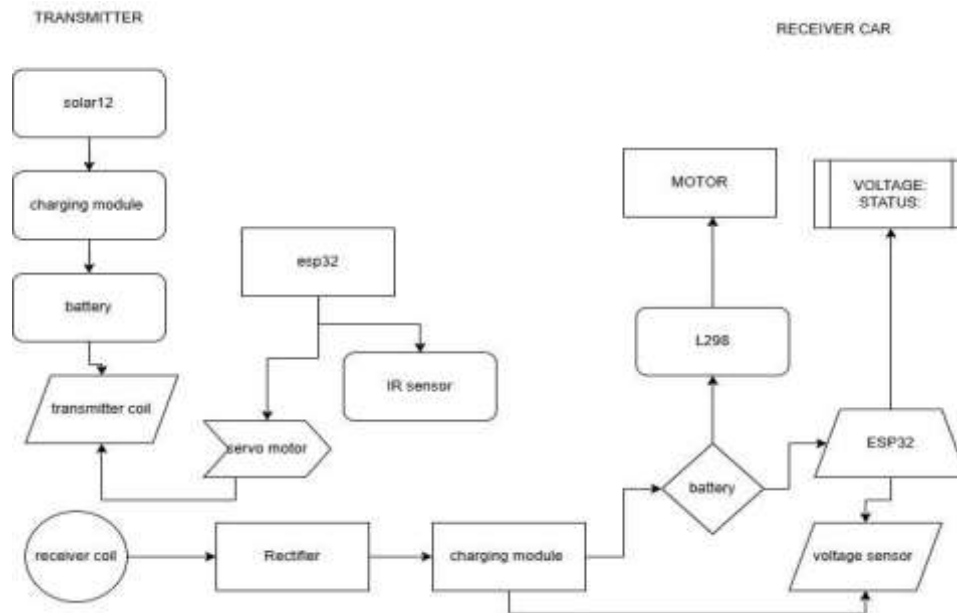 TRANSMITTER
RECEIVER CAR
solar12
charging module
battery
transmitter coil
esp32
IR sensor
servo motor
MOTOR
VOLTAGE:
STATUS:
L298
ESP32
battery
voltage sensor
receiver coil
Rectifier
charging module